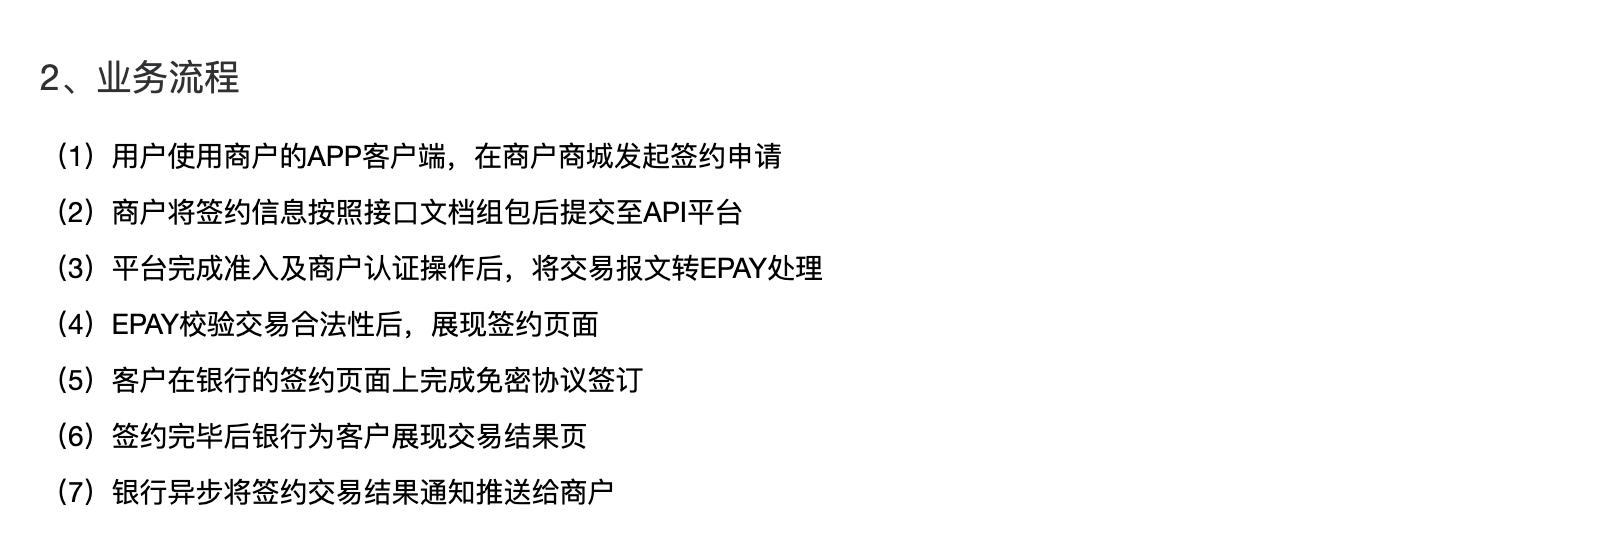 2、业务流程
（1）用户使用商户的APP客户端，在商户商城发起签约申请
（2）商户将签约信息按照接口文档组包后提交至API平台
（3）平台完成准入及商户认证操作后，将交易报文转EPAY处理
（4）EPAY校验交易合法性后，展现签约页面
（5）客户在银行的签约页面上完成免密协议签订
（6）签约完毕后银行为客户展现交易结果页
（7）银行异步将签约交易结果通知推送给商户